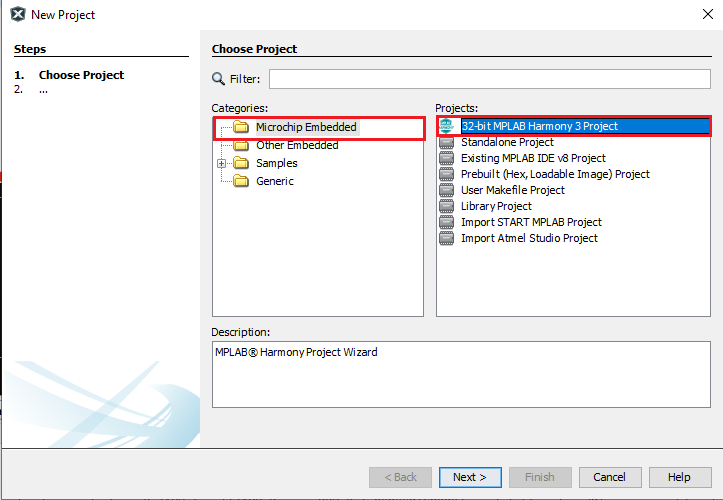 New Project
Steps
1. Choose Project
2. ...
Choose Project
Filter:
Categories:
Microchip Embedded
Other Embedded
Samples
Generic
Projects:
32-bit MPLAB Harmony 3 Project
Standalone Project
Existing MPLAB IDE v8 Project
Prebuilt (Hex, Loadable Image) Project
User Makefile Project
Library Project
Import START MPLAB Project
Import Atmel Studio Project
Description:
MPLAB® Harmony Project Wizard
< Back
Next >
Finish
Cancel
Help